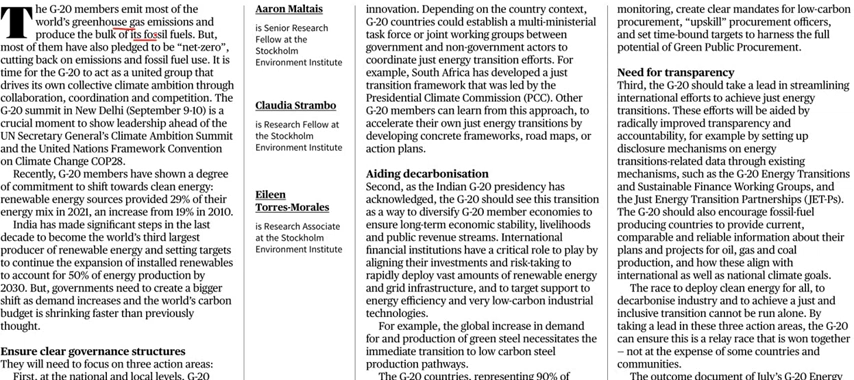 The G-20 members emit most of the
world's greenhouse gas emissions and
produce the bulk of its fossil fuels. But,
most of them have also pledged to be “net-zero”,
cutting back on emissions and fossil fuel use. It is
time for the G-20 to act as a united group that
drives its own collective climate ambition through
collaboration, coordination and competition. The
G-20 summit in New Delhi (September 9-10) is a
crucial moment to show leadership ahead of the
UN Secretary General's Climate Ambition Summit
and the United Nations Framework Convention
on Climate Change COP28.
Recently, G-20 members have shown a degree
of commitment to shift towards clean energy:
renewable energy sources provided 29% of their
energy mix in 2021, an increase from 19% in 2010.
India has made significant steps in the last
decade to become the world's third largest
producer of renewable energy and setting targets
to continue the expansion of installed renewables
to account for 50% of energy production by
2030. But, governments need to create a bigger
shift as demand increases and the world's carbon
budget is shrinking faster than previously
thought.
Ensure clear governance structures
They will need to focus on three action areas:
First, at the national and local levels, G-20
Aaron Maltais
is Senior Research
Fellow at the
Stockholm
Environment Institute
Claudia Strambo
is Research Fellow at
the Stockholm
Environment Institute
Eileen
Torres-Morales
is Research Associate
at the Stockholm
Environment Institute
innovation. Depending on the country context,
G-20 countries could establish a multi-ministerial
task force or joint working groups between
government and non-government actors to
coordinate just energy transition efforts. For
example, South Africa has developed a just
transition framework that was led by the
Presidential Climate Commission (PCC). Other
G-20 members can learn from this approach, to
accelerate their own just energy transitions by
developing concrete frameworks, road maps, or
action plans.
Aiding decarbonisation
Second, as the Indian G-20 presidency has
acknowledged, the G-20 should see this transition
as a way to diversify G-20 member economies to
ensure long-term economic stability, livelihoods
and public revenue streams. International
financial institutions have a critical role to play by
aligning their investments and risk-taking to
rapidly deploy vast amounts of renewable energy
and grid infrastructure, and to target support to
energy efficiency and very low-carbon industrial
technologies.
For example, the global increase in demand
for and production of green steel necessitates the
immediate transition to low carbon steel
production pathways.
The G-20 countries, representing 90% of
monitoring, create clear mandates for low-carbon
procurement, “upskill” procurement officers,
and set time-bound targets to harness the full
potential of Green Public Procurement.
Need for transparency
Third, the G-20 should take a lead in streamlining
international efforts to achieve just energy
transitions. These efforts will be aided by
radically improved transparency and
accountability, for example by setting up
disclosure mechanisms on energy
transitions-related data through existing
mechanisms, such as the G-20 Energy Transitions
and Sustainable Finance Working Groups, and
the Just Energy Transition Partnerships (JET-Ps).
The G-20 should also encourage fossil-fuel
producing countries to provide current,
comparable and reliable information about their
plans and projects for oil, gas and coal
production, and how these align with
international as well as national climate goals.
The race to deploy clean energy for all, to
decarbonise industry and to achieve a just and
inclusive transition cannot be run alone. By
taking a lead in these three action areas, the G-20
can ensure this is a relay race that is won together
— not at the expense of some countries and
communities.
The outcome document of July's G-20 Energy